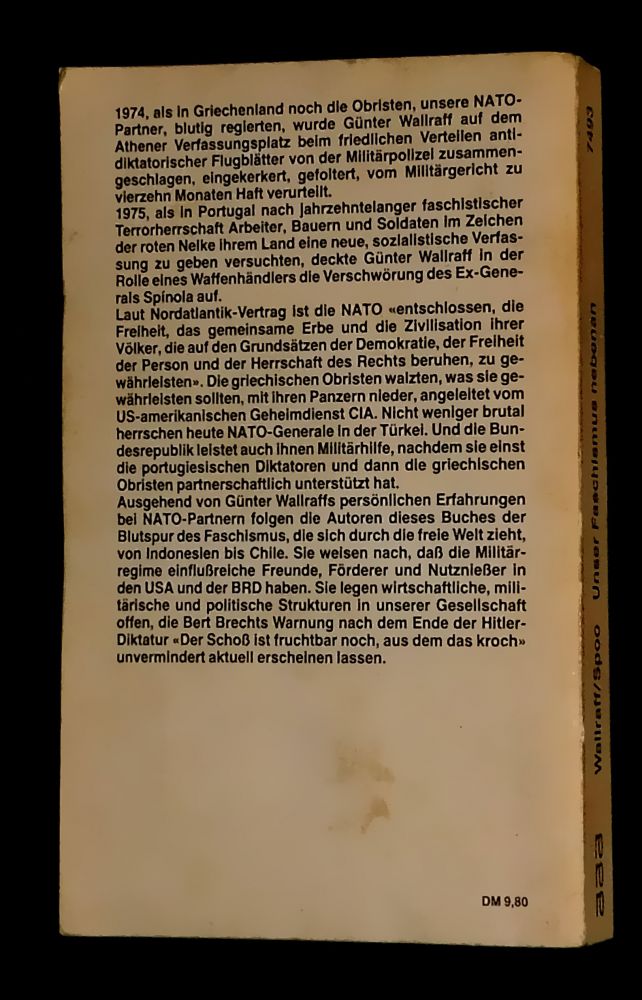 1974, als in Griechenland noch die Obristen, unsere NATO-
Partner, blutig regierten, wurde Günter Wallraff auf dem
Athener Verfassungsplatz beim friedlichen Verteilen anti-
diktatorischer Flugblätter von der Militärpolizei zusammen-
geschlagen, eingekerkert, gefoltert, vom Militärgericht zu
vierzehn Monaten Haft verurteilt.
1975, als in Portugal nach jahrzehntelanger faschistischer
Terrorherrschaft Arbeiter, Bauern und Soldaten im Zeichen
der roten Nelke ihrem Land eine neue, sozialistische Verfas-
sung zu geben versuchten, deckte Günter Wallraff in der
Rolle eines Waffenhändlers die Verschwörung des Ex-Gene-
rals Spínola auf.
Laut Nordatlantik-Vertrag ist die NATO «entschlossen, die
Freiheit, das gemeinsame Erbe und die Zivilisation ihrer
Völker, die auf den Grundsätzen der Demokratie, der Freiheit
der Person und der Herrschaft des Rechts beruhen, zu ge-
währleisten». Die griechischen Obristen walzten, was sie ge-
währleisten sollten, mit ihren Panzern nieder, angeleitet vom
US-amerikanischen Geheimdienst CIA. Nicht weniger brutal
herrschen heute NATO-Generale in der Türkei. Und die Bun-
desrepublik leistet auch ihnen Militärhilfe, nachdem sie einst
die portugiesischen Diktatoren und dann die griechischen
Obristen partnerschaftlich unterstützt hat.
Ausgehend von Günter Wallraffs persönlichen Erfahrungen
bei NATO-Partnern folgen die Autoren dieses Buches der
Blutspur des Faschismus, die sich durch die freie Welt zieht,
von Indonesien bis Chile. Sie weisen nach, daß die Militär-
regime einflußreiche Freunde, Förderer und Nutznießer in
den USA und der BRD haben. Sie legen wirtschaftliche, mili-
tärische und politische Strukturen in unserer Gesellschaft
offen, die Bert Brechts Warnung nach dem Ende der Hitler-
Diktatur «Der Schoß ist fruchtbar noch, aus dem das kroch»
unvermindert aktuell erscheinen lassen.
DM 9,80
Wallraff/Spoo Unser Faschismus nebenan 7493